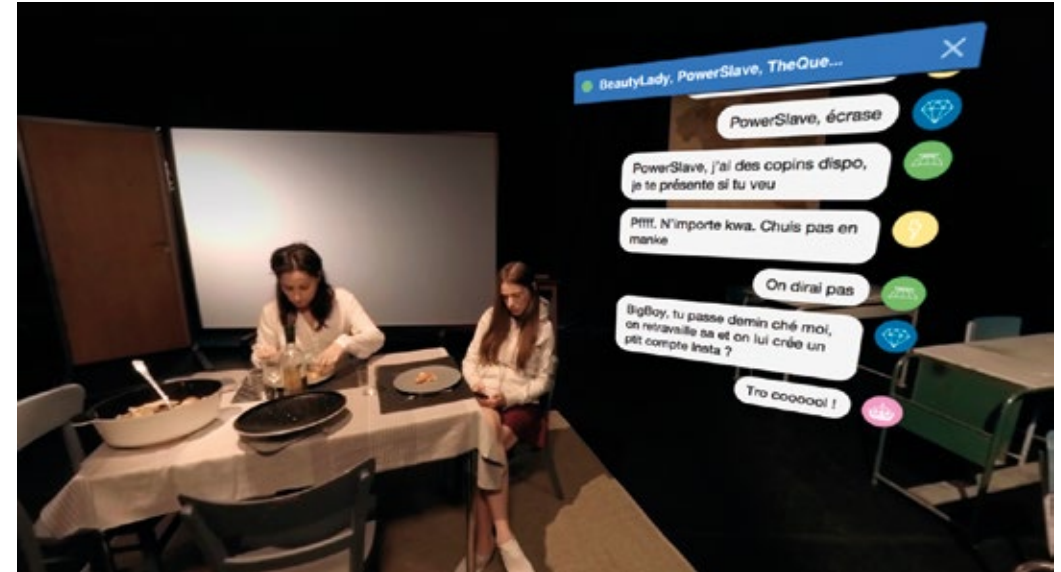 BeautyLady, PowerSlave, TheQue...
PowerSlave, écrase
PowerSlave, j'ai des copins dispo,
je te présente si tu veu
Pffff. N'importe kwa. Chuis pas en
manke
On dirai pas
BigBoy, tu passe demin ché moi,
on retravaille sa et on lui crée un
ptit compte Insta ?
Tro coooool !